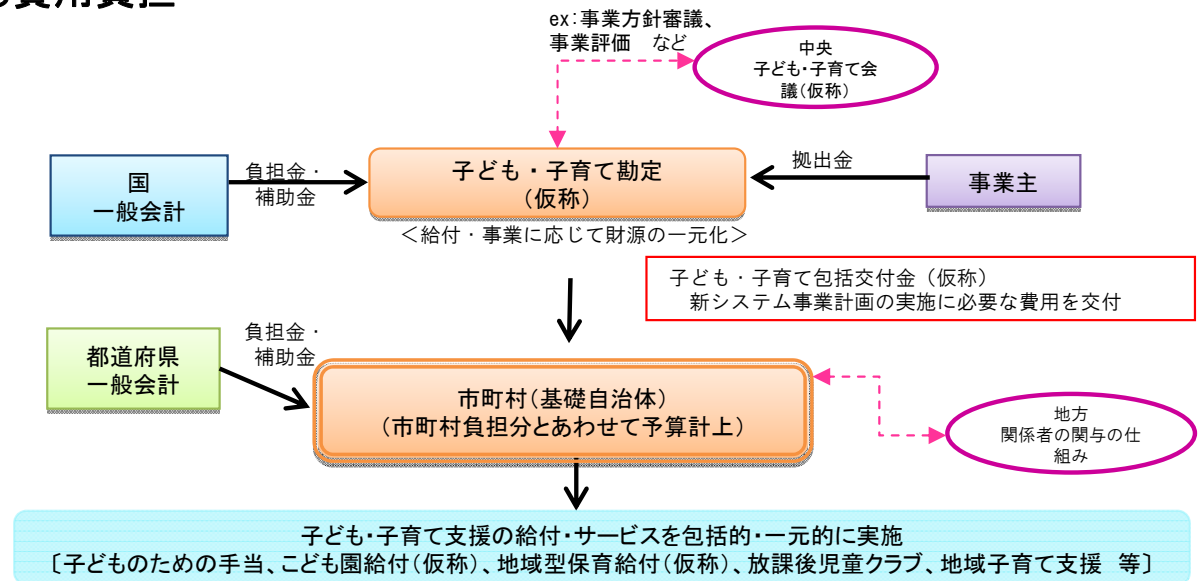 費用負担
ex:事業方針審議、
事業評価 など
中央
子ども・子育て会
議(仮称)
国
一般会計
負担金・
補助金
子ども・子育て勘定
(仮称)
拠出金
事業主
＜給付・事業に応じて財源の一元化＞
子ども・子育て包括交付金（仮称）
新システム事業計画の実施に必要な費用を交付
都道府県
一般会計
負担金・
補助金
市町村(基礎自治体)
(市町村負担分とあわせて予算計上)
地方
関係者の関与の仕
組み
子ども・子育て支援の給付・サービスを包括的・一元的に実施
〔子どものための手当、こども園給付(仮称)、地域型保育給付(仮称)、放課後児童クラブ、地域子育て支援 等〕